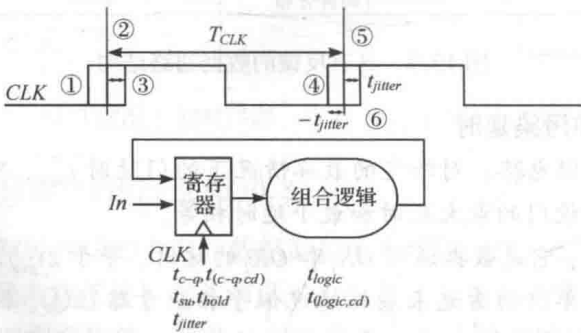 ② ⑤
T_CLK
① ③ ④ t_jitter
CLK
−t_jitter ⑥
寄存器 组合逻辑
In
CLK
t_c−q, t_(c−q,cd) t_logic
t_su, t_hold t_(logic,cd)
t_jitter